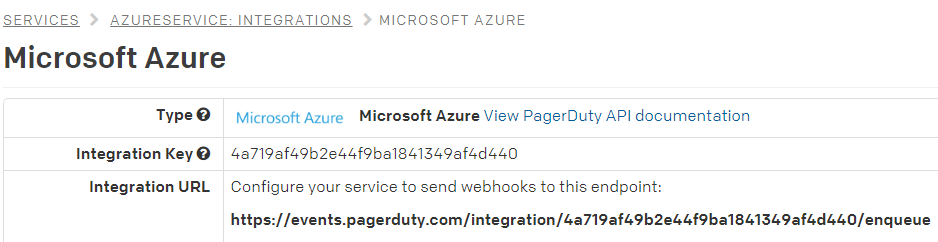 SERVICES > AZURESERVICE: INTEGRATIONS > MICROSOFT AZURE
Microsoft Azure
Type ? Microsoft Azure Microsoft Azure View PagerDuty API documentation
Integration Key ? 4a719af49b2e44f9ba1841349af4d440
Integration URL Configure your service to send webhooks to this endpoint:
https://events.pagerduty.com/integration/4a719af49b2e44f9ba1841349af4d440/enqueue